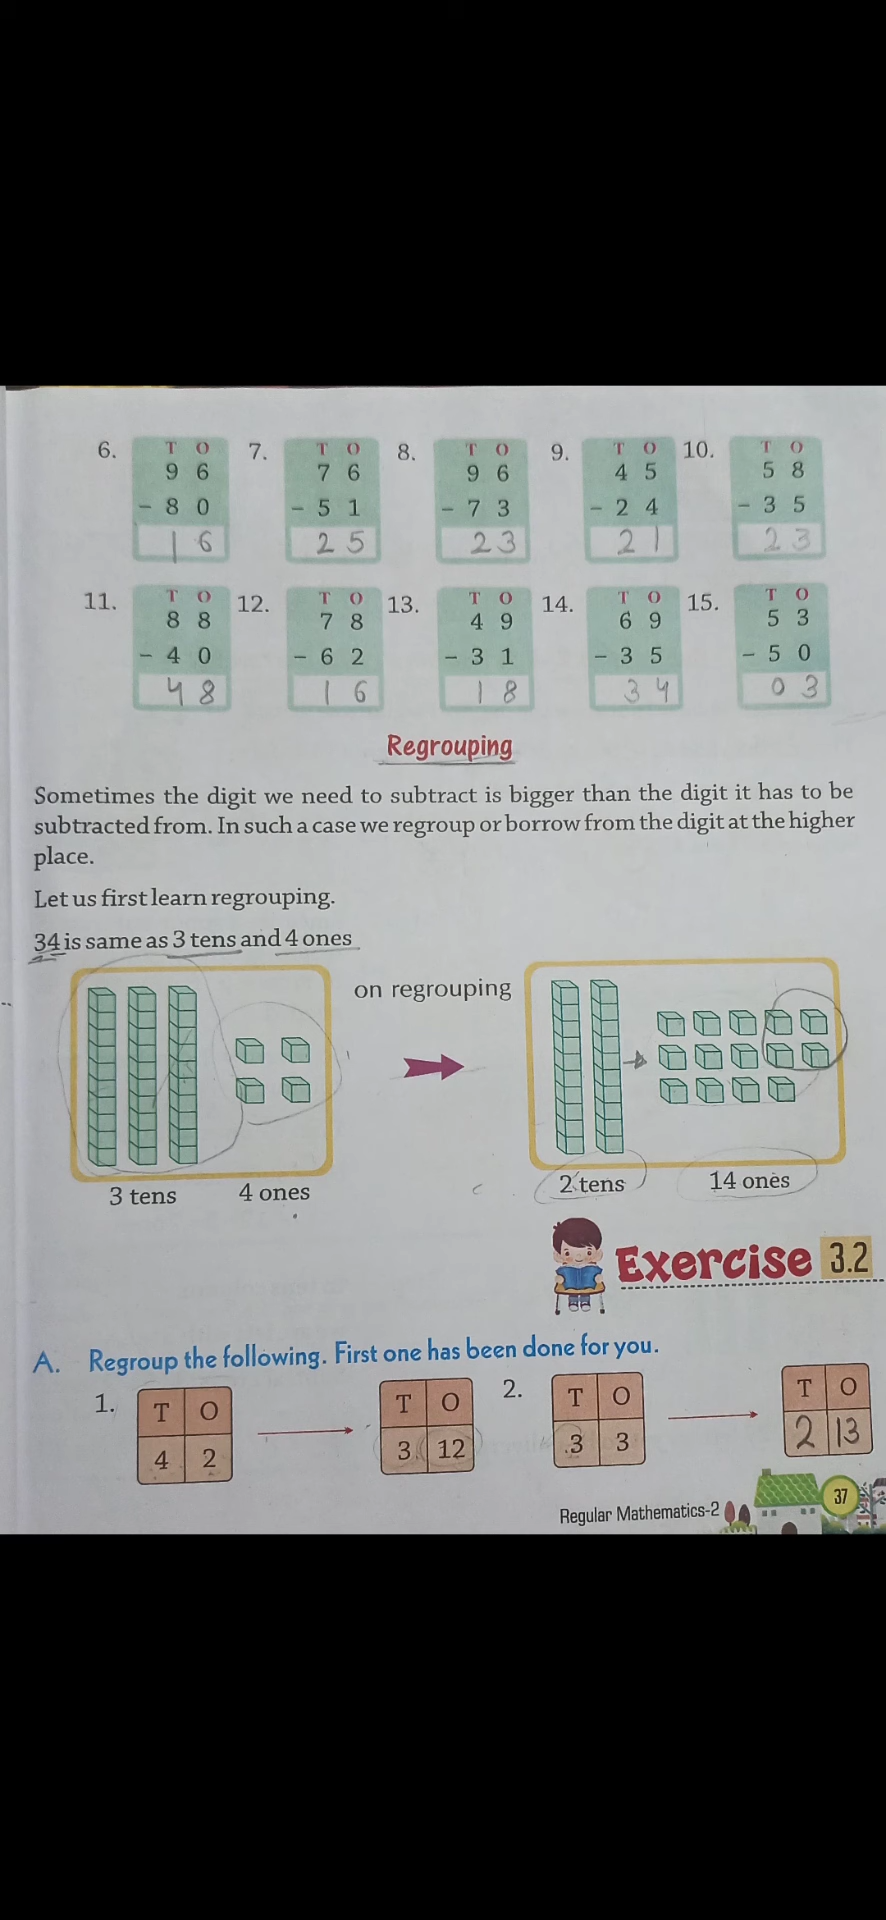 6. T O 7. T O 8. T O 9. T O 10. T O
9 6 7 6 9 6 4 5 5 8
- 8 0 - 5 1 - 7 3 - 2 4 - 3 5
1 6 2 5 2 3 2 1 2 3
11. T O 12. T O 13. T O 14. T O 15. T O
8 8 7 8 4 9 6 9 5 3
- 4 0 - 6 2 - 3 1 - 3 5 - 5 0
4 8 1 6 1 8 3 4 0 3
Regrouping
Sometimes the digit we need to subtract is bigger than the digit it has to be
subtracted from. In such a case we regroup or borrow from the digit at the higher
place.
Let us first learn regrouping.
34 is same as 3 tens and 4 ones
on regrouping
3 tens 4 ones 2 tens 14 ones
Exercise 3.2
A. Regroup the following. First one has been done for you.
1. T O T O 2. T O T O
4 2 3 12 3 3 2 13
Regular Mathematics-2 37